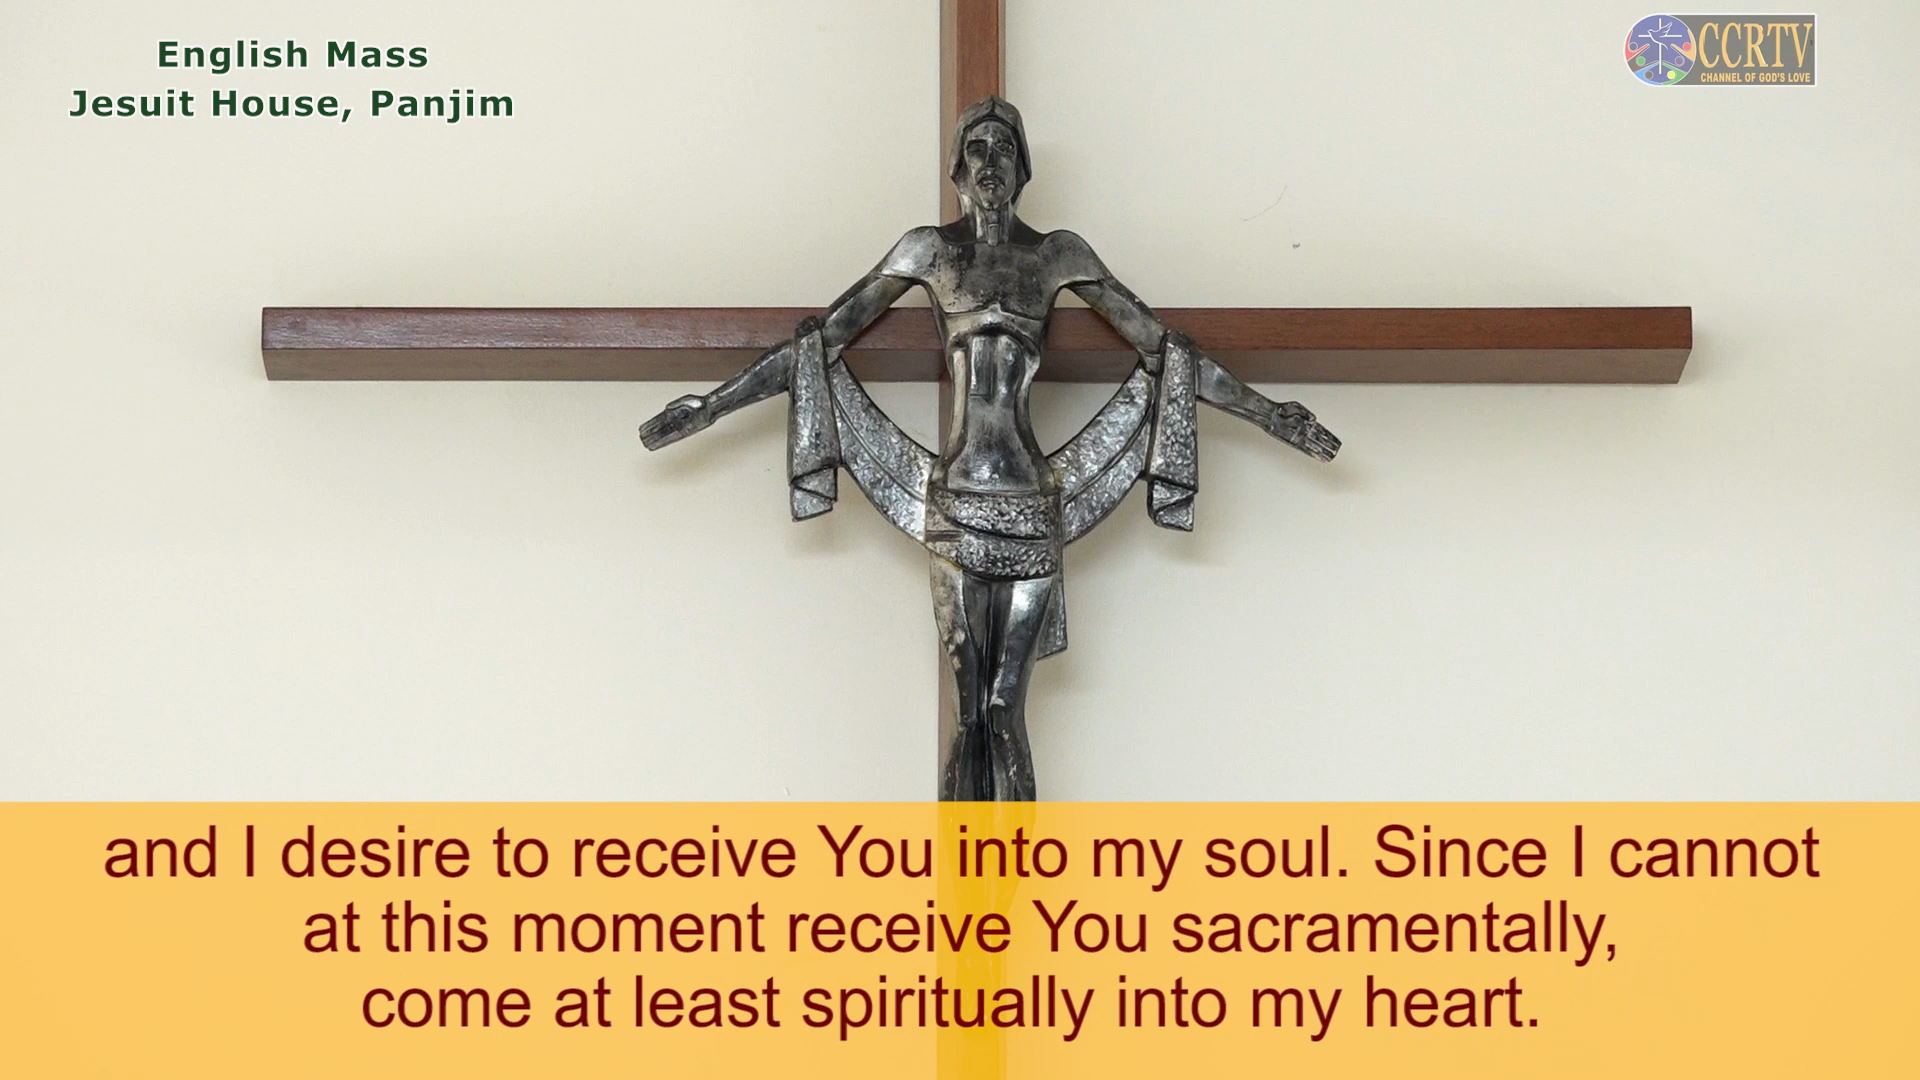 English Mass
Jesuit House, Panjim
CCRTV
CHANNEL OF GOD'S LOVE
and I desire to receive You into my soul. Since I cannot
at this moment receive You sacramentally,
come at least spiritually into my heart.